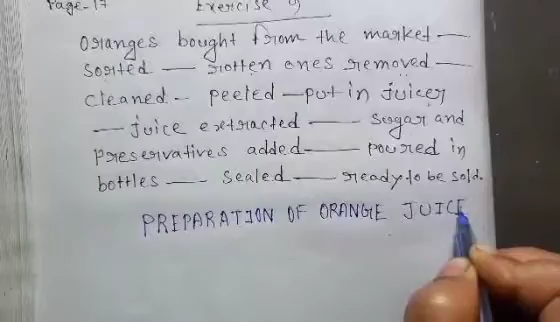 Page-17
Exercise 9
Oranges bought from the market —
sorted — rotten ones removed —
cleaned - peeled — put in juicer
— juice extracted — sugar and
preservatives added — poured in
bottles — sealed — ready to be sold.
PREPARATION OF ORANGE JUICE